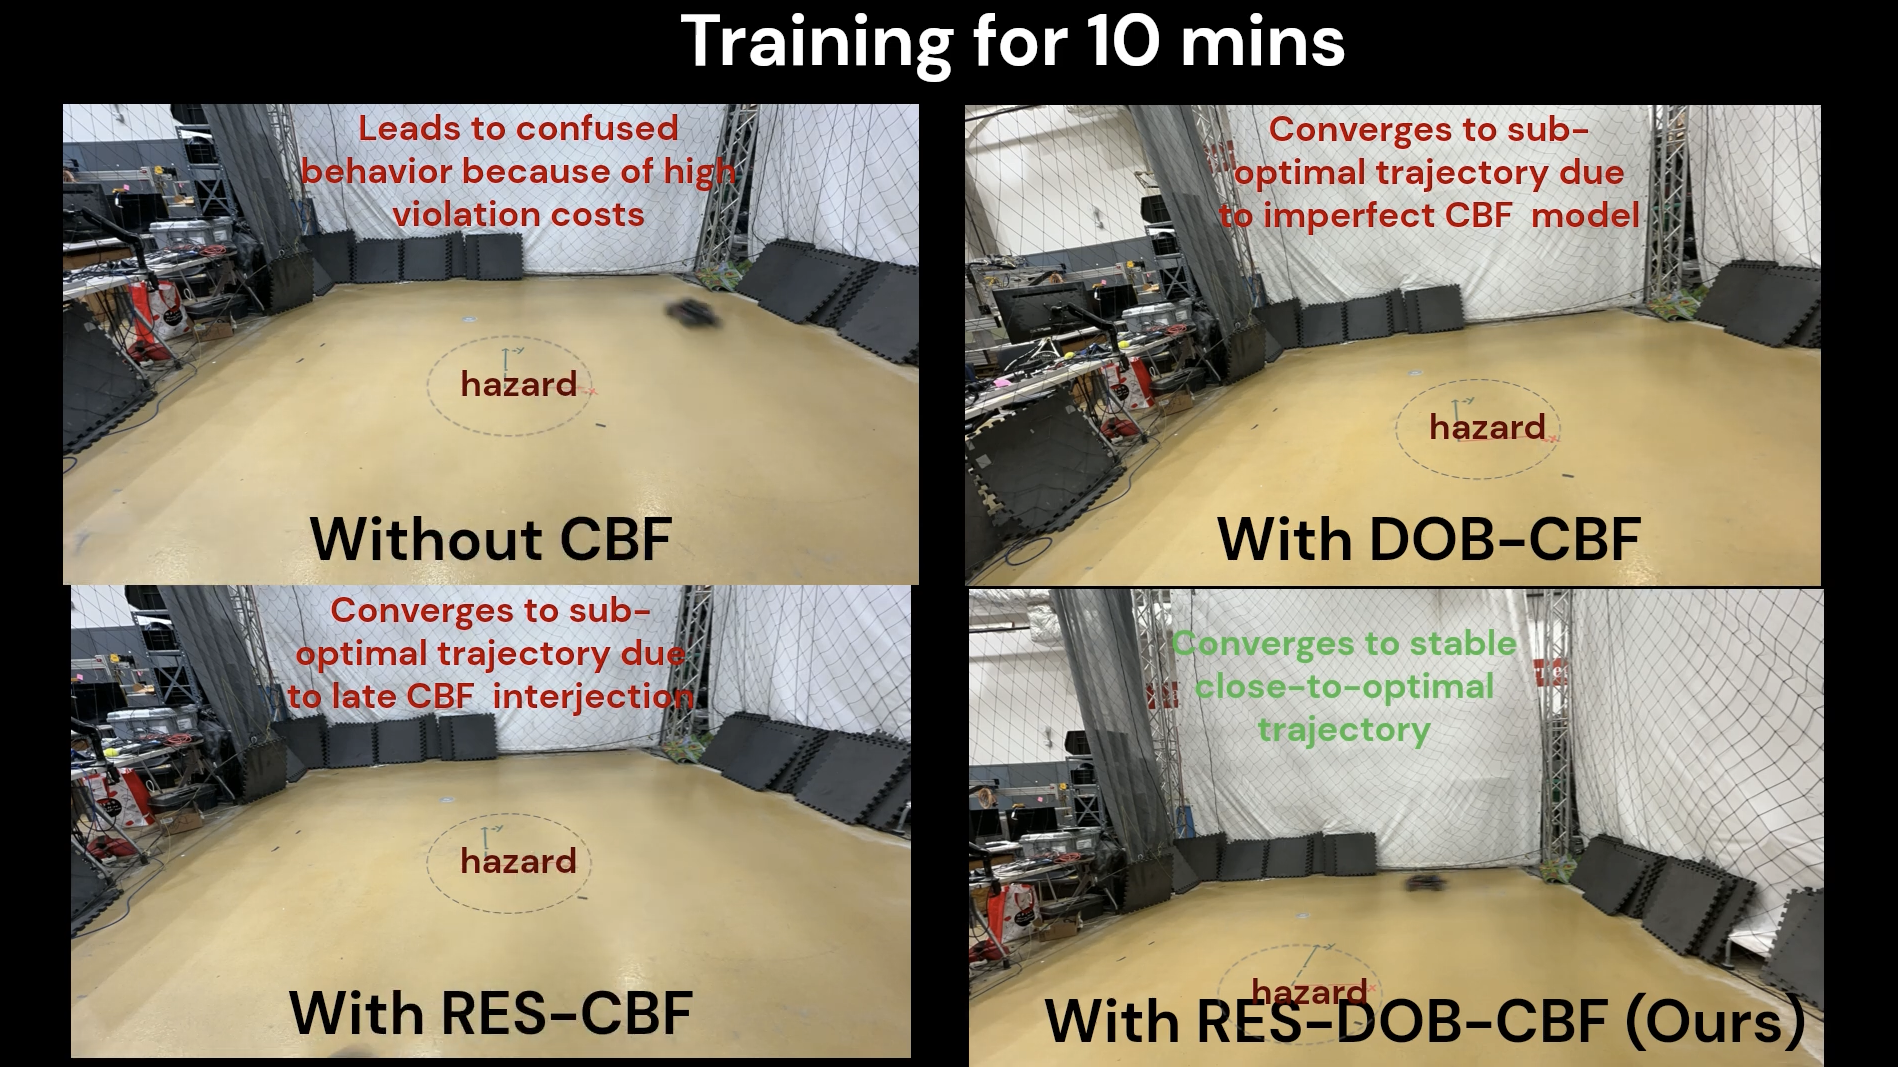 Training for 10 mins
Leads to confused
behavior because of high
violation costs
hazard
Without CBF
Converges to sub-
optimal trajectory due
to imperfect CBF model
hazard
With DOB-CBF
Converges to sub-
optimal trajectory due
to late CBF interjection
hazard
With RES-CBF
Converges to stable
close-to-optimal
trajectory
hazard
With RES-DOB-CBF (Ours)